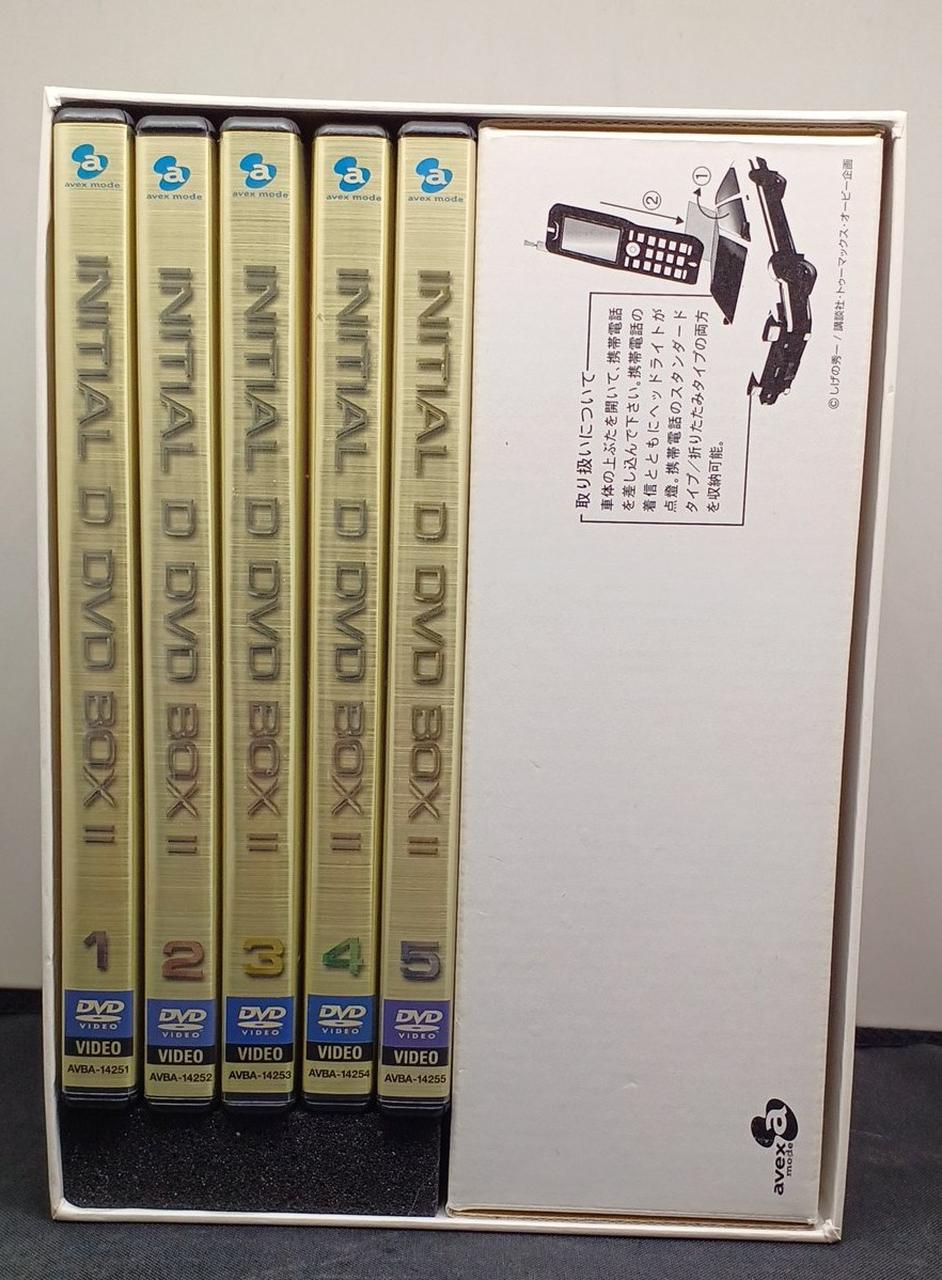 a
avex mode
INITIAL D DVD BOX II
1
DVD
VIDEO
VIDEO
AVBA-14251
a
avex mode
INITIAL D DVD BOX II
2
DVD
VIDEO
VIDEO
AVBA-14252
a
avex mode
INITIAL D DVD BOX II
3
DVD
VIDEO
VIDEO
AVBA-14253
a
avex mode
INITIAL D DVD BOX II
4
DVD
VIDEO
VIDEO
AVBA-14254
a
avex mode
INITIAL D DVD BOX II
5
DVD
VIDEO
VIDEO
AVBA-14255
②
①
取り扱いについて
車体の上ぶたを開いて、携帯電話
を差し込んで下さい。携帯電話の
着信とともにヘッドライトが
点燈。携帯電話のスタンダード
タイプ/折りたたみタイプの両方
を収納可能。
©しげの秀一/講談社・トゥーマックス・オービー企画
avex
mode
a